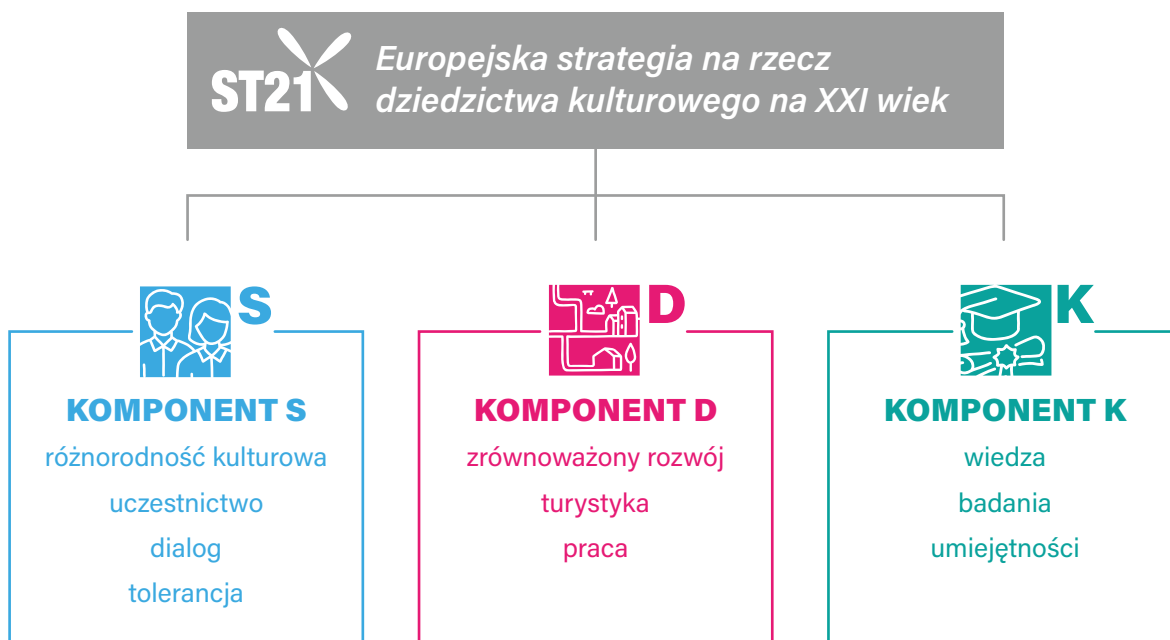 ST21
Europejska strategia na rzecz
dziedzictwa kulturowego na XXI wiek
S
KOMPONENT S
różnorodność kulturowa
uczestnictwo
dialog
tolerancja
D
KOMPONENT D
zrównoważony rozwój
turystyka
praca
K
KOMPONENT K
wiedza
badania
umiejętności